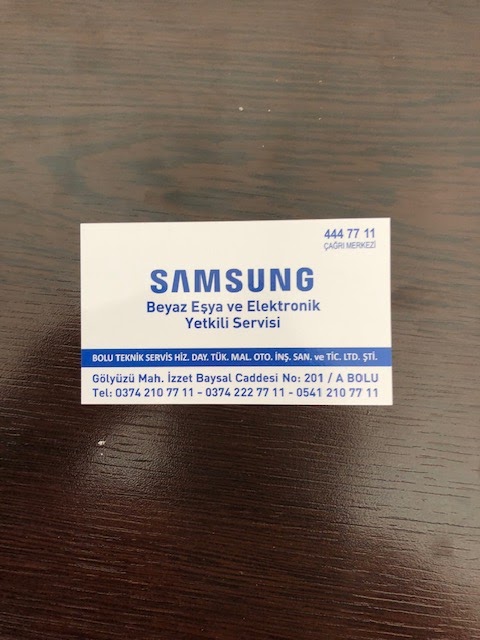 444 77 11
ÇAĞRI MERKEZİ
SAMSUNG
Beyaz Eşya ve Elektronik
Yetkili Servisi
BOLU TEKNİK SERVİS HİZ. DAY. TÜK. MAL. OTO. İNŞ. SAN. ve TİC. LTD. ŞTİ.
Gölyüzü Mah. İzzet Baysal Caddesi No: 201 / A BOLU
Tel: 0374 210 77 11 - 0374 222 77 11 - 0541 210 77 11